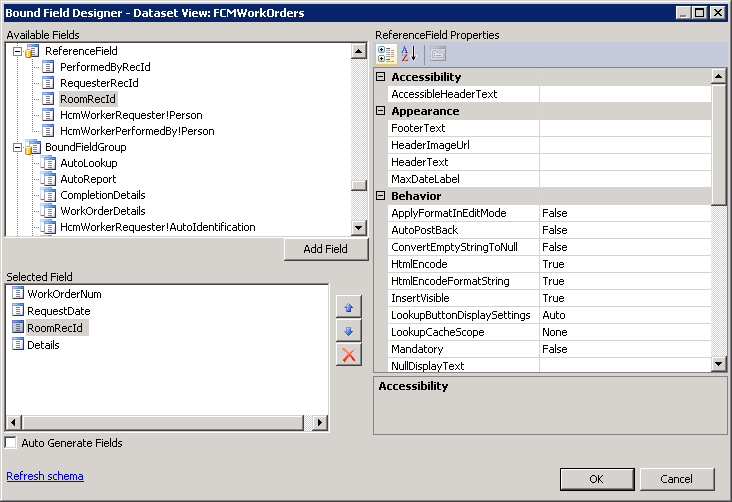 Bound Field Designer - Dataset View: FCMWorkOrders
Available Fields
ReferenceField
PerformedByRecId
RequesterRecId
RoomRecId
HcmWorkerRequester!Person
HcmWorkerPerformedBy!Person
BoundFieldGroup
AutoLookup
AutoReport
CompletionDetails
WorkOrderDetails
HcmWorkerRequester!AutoIdentification
Add Field
Selected Field
WorkOrderNum
RequestDate
RoomRecId
Details
Auto Generate Fields
Refresh schema
ReferenceField Properties
Accessibility
AccessibleHeaderText
Appearance
FooterText
HeaderImageUrl
HeaderText
MaxDateLabel
Behavior
ApplyFormatInEditMode False
AutoPostBack False
ConvertEmptyStringToNull False
HtmlEncode True
HtmlEncodeFormatString True
InsertVisible True
LookupButtonDisplaySettings Auto
LookupCacheScope None
Mandatory False
NullDisplayText
Accessibility
OK
Cancel